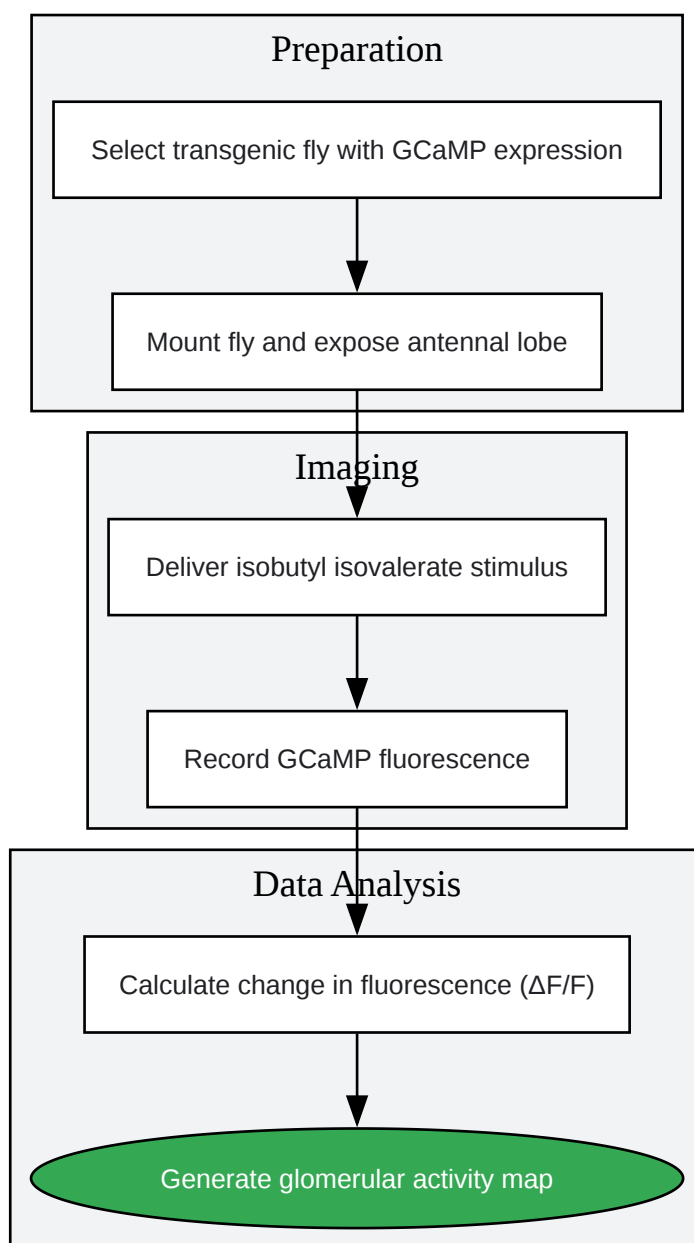 Preparation
Select transgenic fly with GCaMP expression
Mount fly and expose antennal lobe
Imaging
Deliver isobutyl isovalerate stimulus
Record GCaMP fluorescence
Data Analysis
Calculate change in fluorescence (ΔF/F)
Generate glomerular activity map